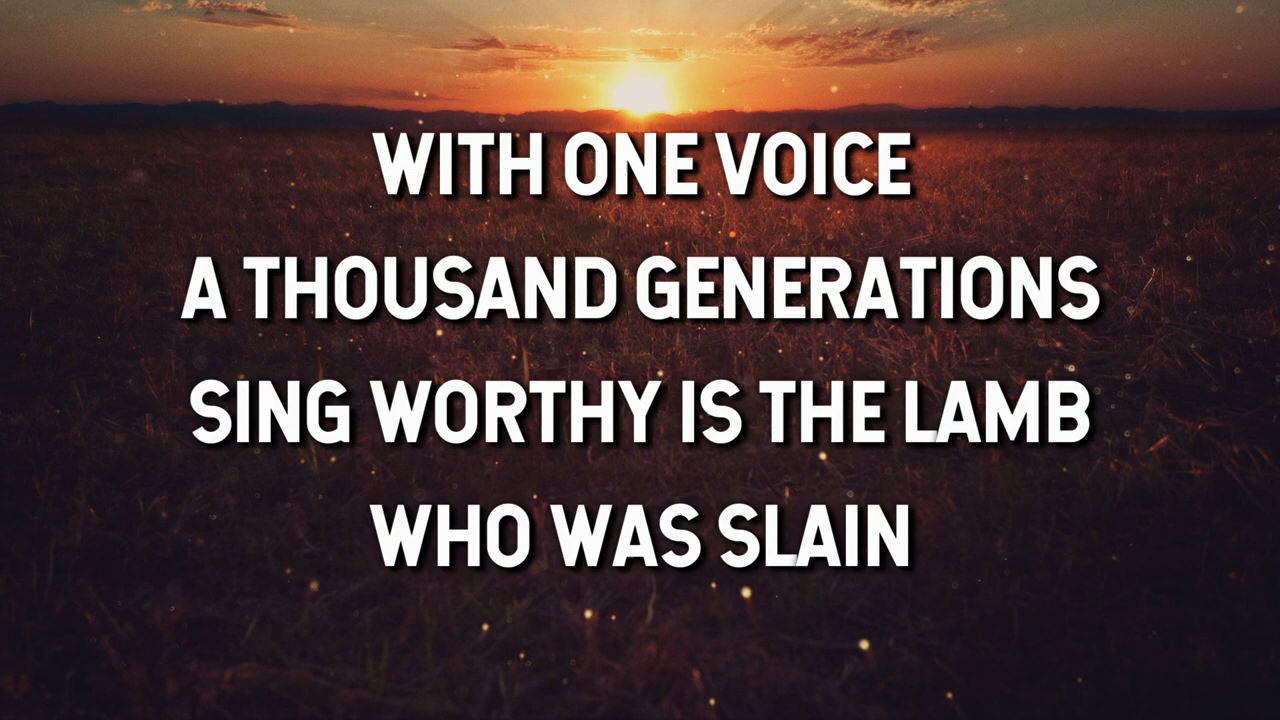 WITH ONE VOICE
A THOUSAND GENERATIONS
SING WORTHY IS THE LAMB
WHO WAS SLAIN